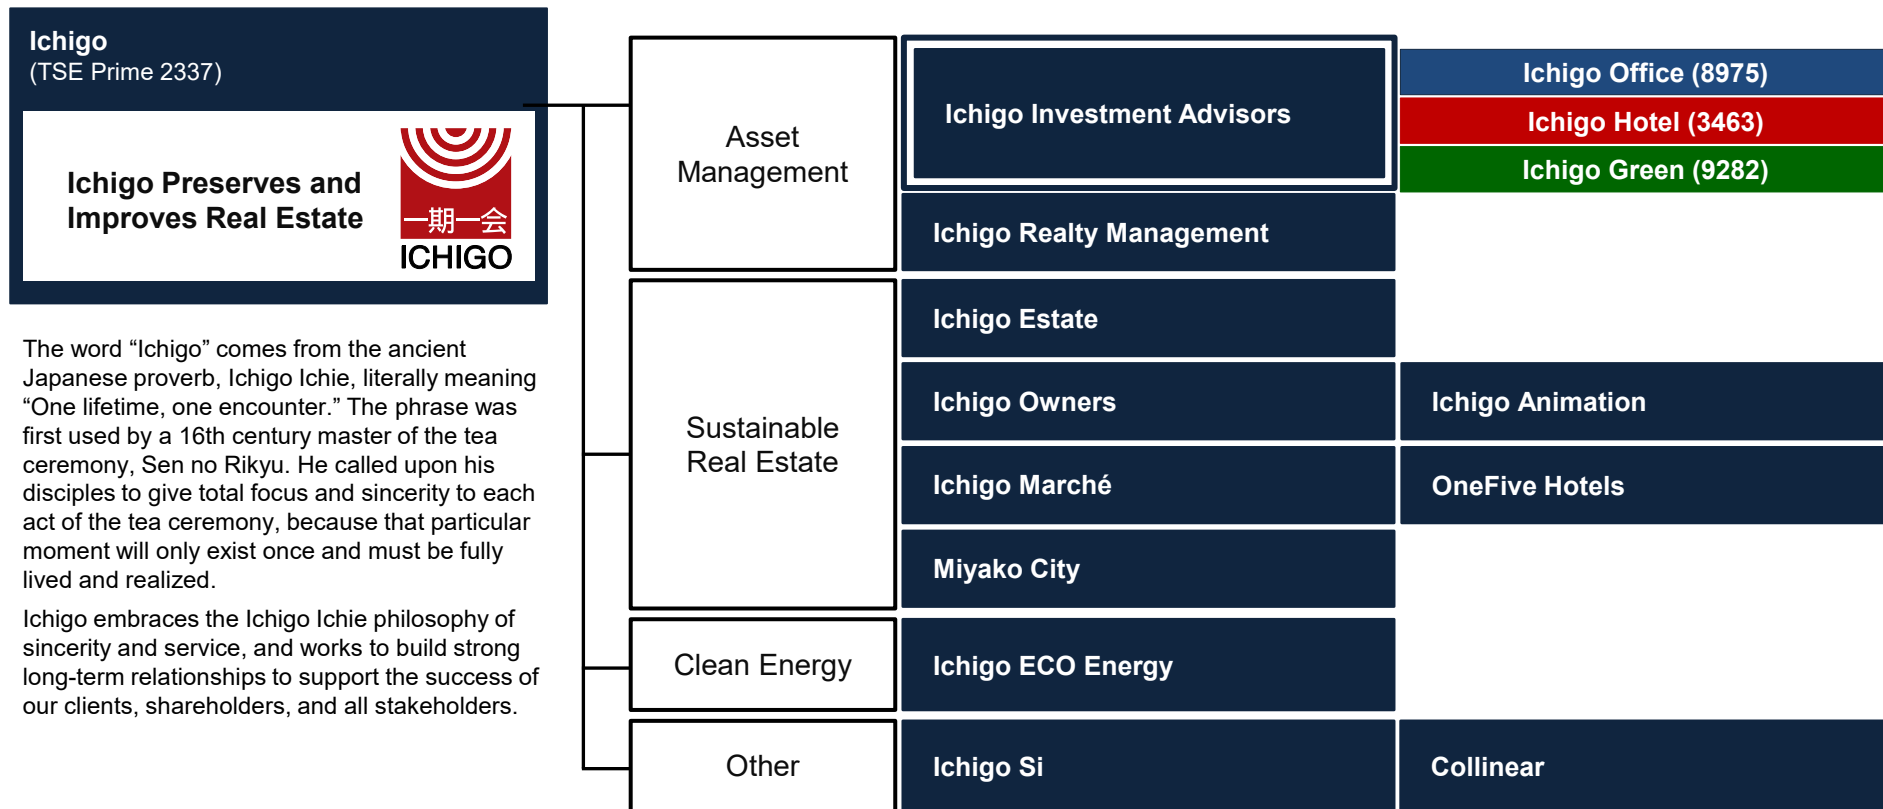 Ichigo
(TSE Prime 2337)
Ichigo Preserves and
Improves Real Estate
一期一会
ICHIGO
The word “Ichigo” comes from the ancient
Japanese proverb, Ichigo Ichie, literally meaning
“One lifetime, one encounter.” The phrase was
first used by a 16th century master of the tea
ceremony, Sen no Rikyu. He called upon his
disciples to give total focus and sincerity to each
act of the tea ceremony, because that particular
moment will only exist once and must be fully
lived and realized.
Ichigo embraces the Ichigo Ichie philosophy of
sincerity and service, and works to build strong
long-term relationships to support the success of
our clients, shareholders, and all stakeholders.
Asset
Management
Ichigo Investment Advisors
Ichigo Office (8975)
Ichigo Hotel (3463)
Ichigo Green (9282)
Ichigo Realty Management
Sustainable
Real Estate
Ichigo Estate
Ichigo Owners
Ichigo Animation
Ichigo Marché
OneFive Hotels
Miyako City
Clean Energy
Ichigo ECO Energy
Other
Ichigo Si
Collinear